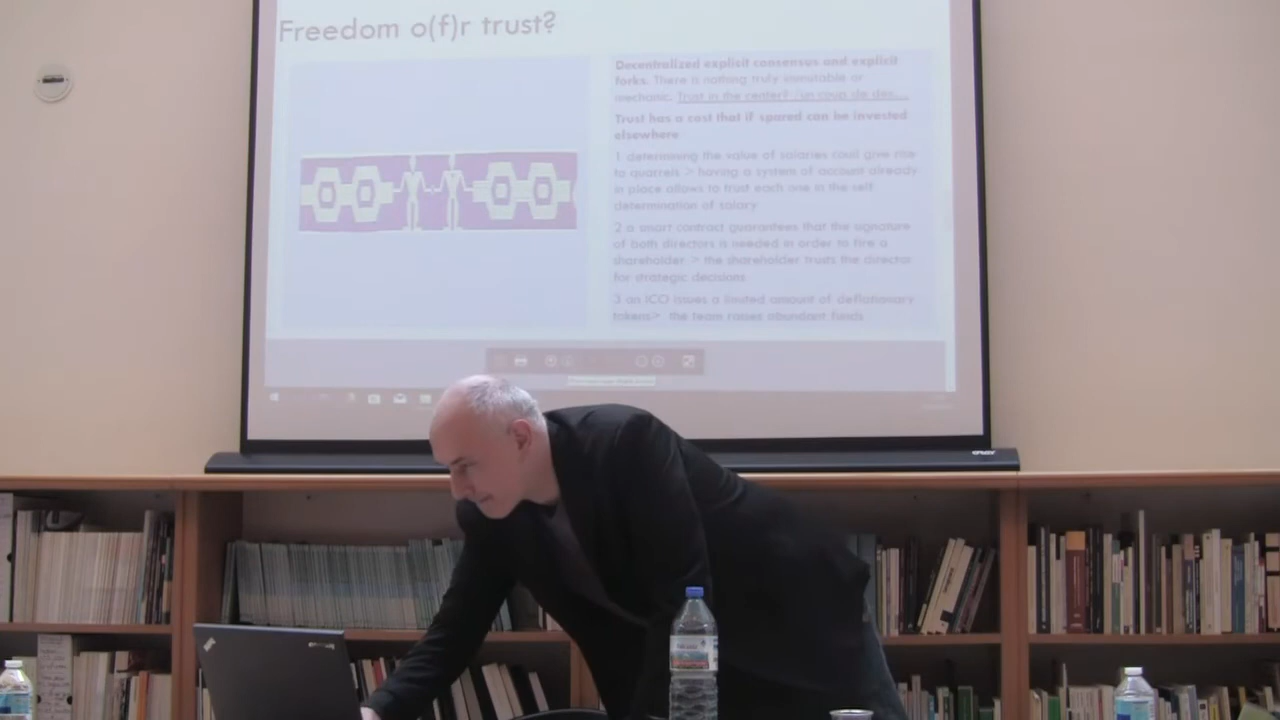 Freedom o(f)r trust?
Decentralized explicit consensus and explicit
forks. There is nothing truly immutable or
mechanic. Trust in the center? /un coup de des...
Trust has a cost that if spared can be invested
elsewhere
1 determining the value of salaries could give rise
to quarrels > having a system of account already
in place allows to trust each one in the self
determination of salary
2 a smart contract guarantees that the signature
of both directors is needed in order to fire a
shareholder > the shareholder trusts the director
for strategic decisions
3 an ICO issues a limited amount of deflationary
tokens> the team raises abundant funds